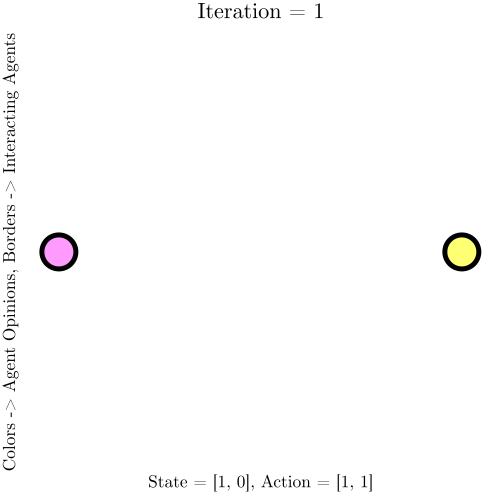 Iteration = 1
Colors -> Agent Opinions, Borders -> Interacting Agents
State = [1, 0], Action = [1, 1]